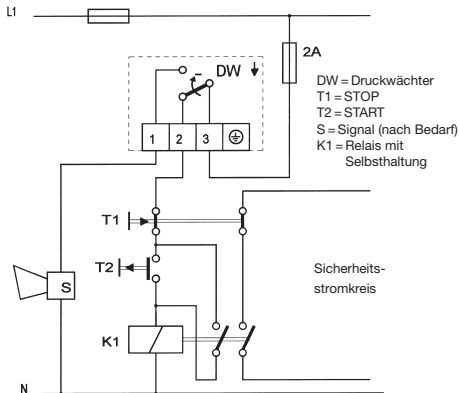 L1
2A
DW
1 2 3
DW = Druckwächter
T1 = STOP
T2 = START
S = Signal (nach Bedarf)
K1 = Relais mit
Selbsthaltung
T1
T2
S
Sicherheits-
stromkreis
K1
N